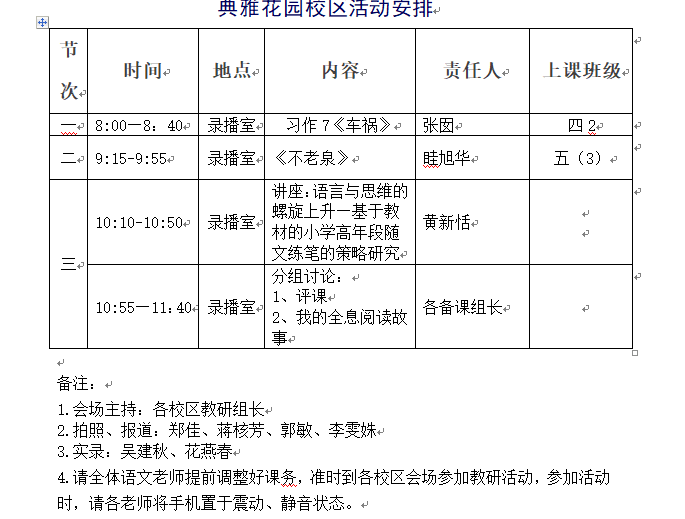 典雅花园校区活动安排
节次 时间 地点 内容 责任人 上课班级
一 8:00一8：40 录播室 习作7《车祸》 张囡 四2
二 9:15-9:55 录播室 《不老泉》 眭旭华 五（3）
三
10:10-10:50 录播室
讲座：语言与思维的
螺旋上升一基于教
材的小学高年段随
文练笔的策略研究
黄新恬
10:55一11：40 录播室
分组讨论：
1、评课
2、我的全息阅读故
事
各备课组长
备注：
1.会场主持：各校区教研组长
2.拍照、报道：郑佳、蒋核芳、郭敏、李雯姝
3.实录：吴建秋、花燕春
4.请全体语文老师提前调整好课务，准时到各校区会场参加教研活动，参加活动
时，请各老师将手机置于震动、静音状态。